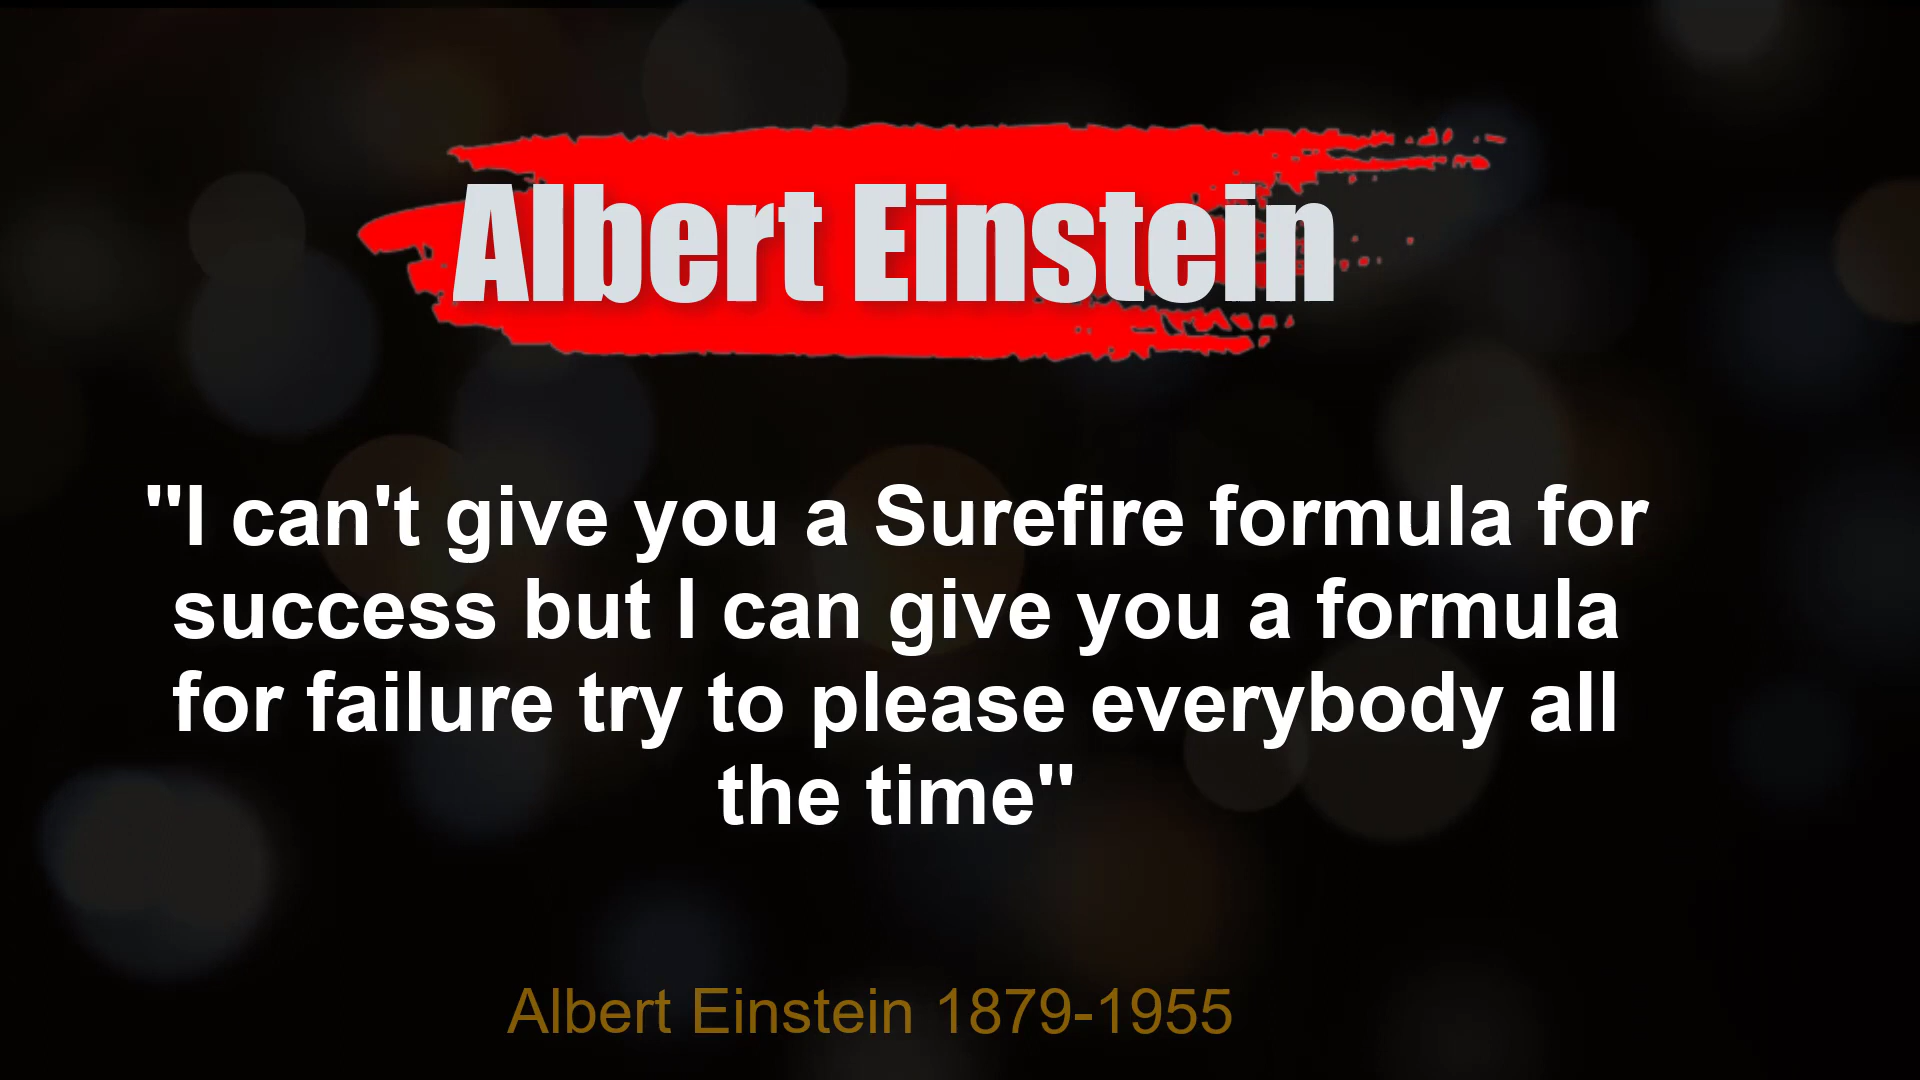 Albert Einstein
"I can't give you a Surefire formula for
success but I can give you a formula
for failure try to please everybody all
the time"
Albert Einstein 1879-1955